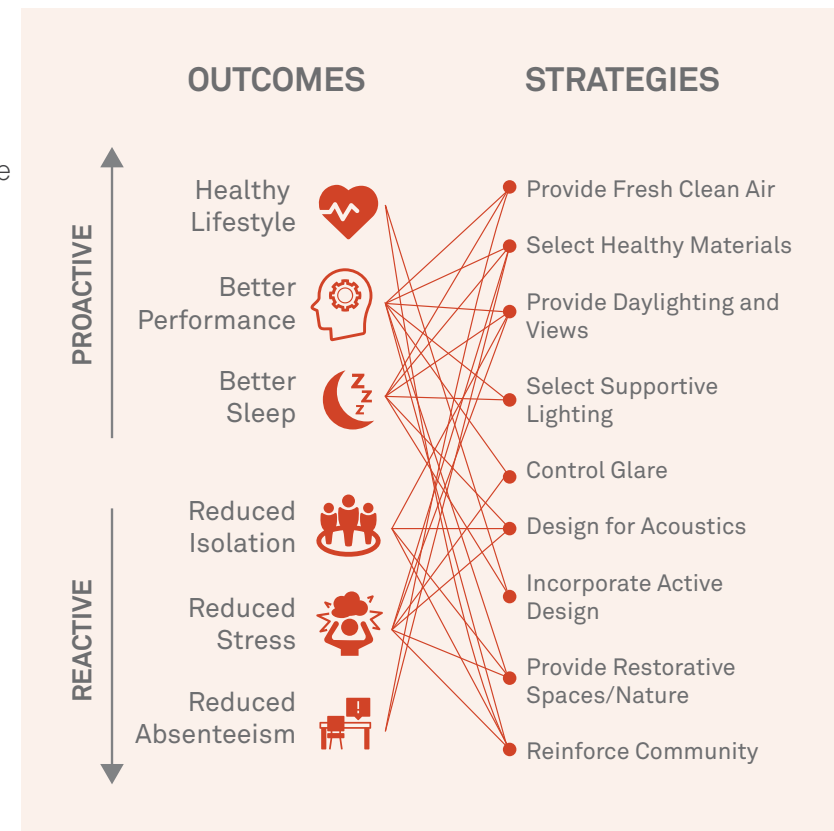 e
OUTCOMES
STRATEGIES
PROACTIVE
Healthy
Lifestyle
Better
Performance
Better
Sleep
Z
Z
Z
REACTIVE
Reduced
Isolation
Reduced
Stress
Reduced
Absenteeism
!
Provide Fresh Clean Air
Select Healthy Materials
Provide Daylighting and
Views
Select Supportive
Lighting
Control Glare
Design for Acoustics
Incorporate Active
Design
Provide Restorative
Spaces/Nature
Reinforce Community